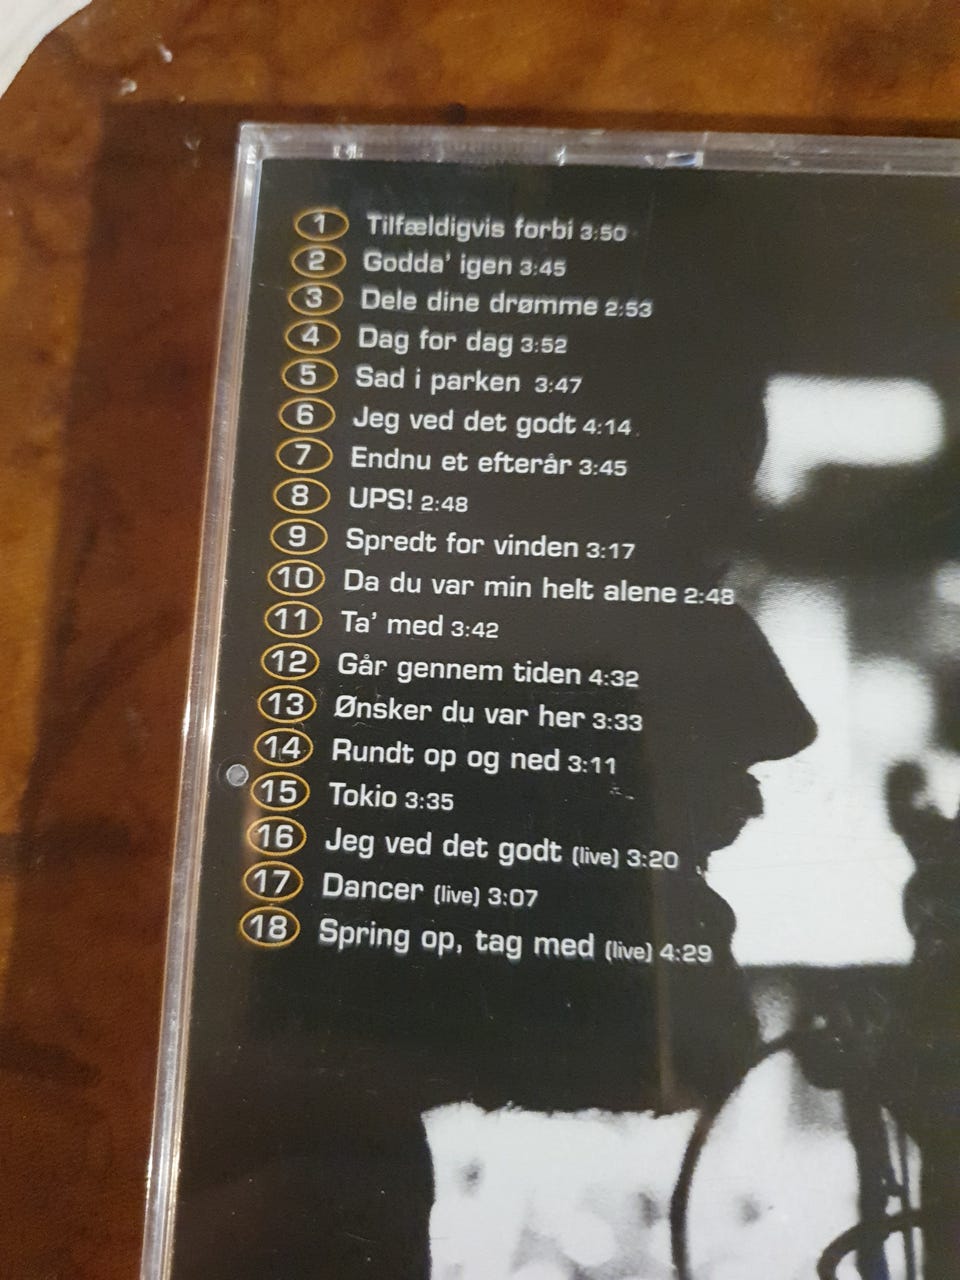 1 Tilfældigvis forbi 3:50
2 Godda' igen 3:45
3 Dele dine drømme 2:53
4 Dag for dag 3:52
5 Sad i parken 3:47
6 Jeg ved det godt 4:14
7 Endnu et efterår 3:45
8 UPS! 2:48
9 Spredt for vinden 3:17
10 Da du var min helt alene 2:48
11 Ta' med 3:42
12 Går gennem tiden 4:32
13 Ønsker du var her 3:33
14 Rundt op og ned 3:11
15 Tokio 3:35
16 Jeg ved det godt (live) 3:20
17 Dancer (live) 3:07
18 Spring op, tag med (live) 4:29